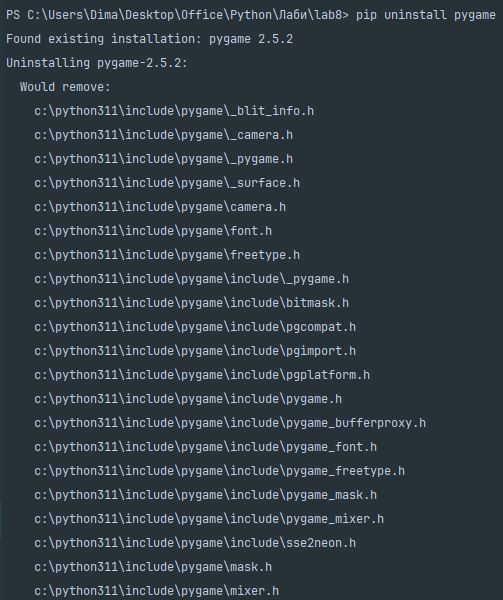 PS C:\Users\Dima\Desktop\Office\Python\Лаби\lab8> pip uninstall pygame
Found existing installation: pygame 2.5.2
Uninstalling pygame-2.5.2:
  Would remove:
    c:\python311\include\pygame\_blit_info.h
    c:\python311\include\pygame\_camera.h
    c:\python311\include\pygame\_pygame.h
    c:\python311\include\pygame\_surface.h
    c:\python311\include\pygame\camera.h
    c:\python311\include\pygame\font.h
    c:\python311\include\pygame\freetype.h
    c:\python311\include\pygame\include\_pygame.h
    c:\python311\include\pygame\include\bitmask.h
    c:\python311\include\pygame\include\pgcompat.h
    c:\python311\include\pygame\include\pgimport.h
    c:\python311\include\pygame\include\pgplatform.h
    c:\python311\include\pygame\include\pygame.h
    c:\python311\include\pygame\include\pygame_bufferproxy.h
    c:\python311\include\pygame\include\pygame_font.h
    c:\python311\include\pygame\include\pygame_freetype.h
    c:\python311\include\pygame\include\pygame_mask.h
    c:\python311\include\pygame\include\pygame_mixer.h
    c:\python311\include\pygame\include\sse2neon.h
    c:\python311\include\pygame\mask.h
    c:\python311\include\pygame\mixer.h